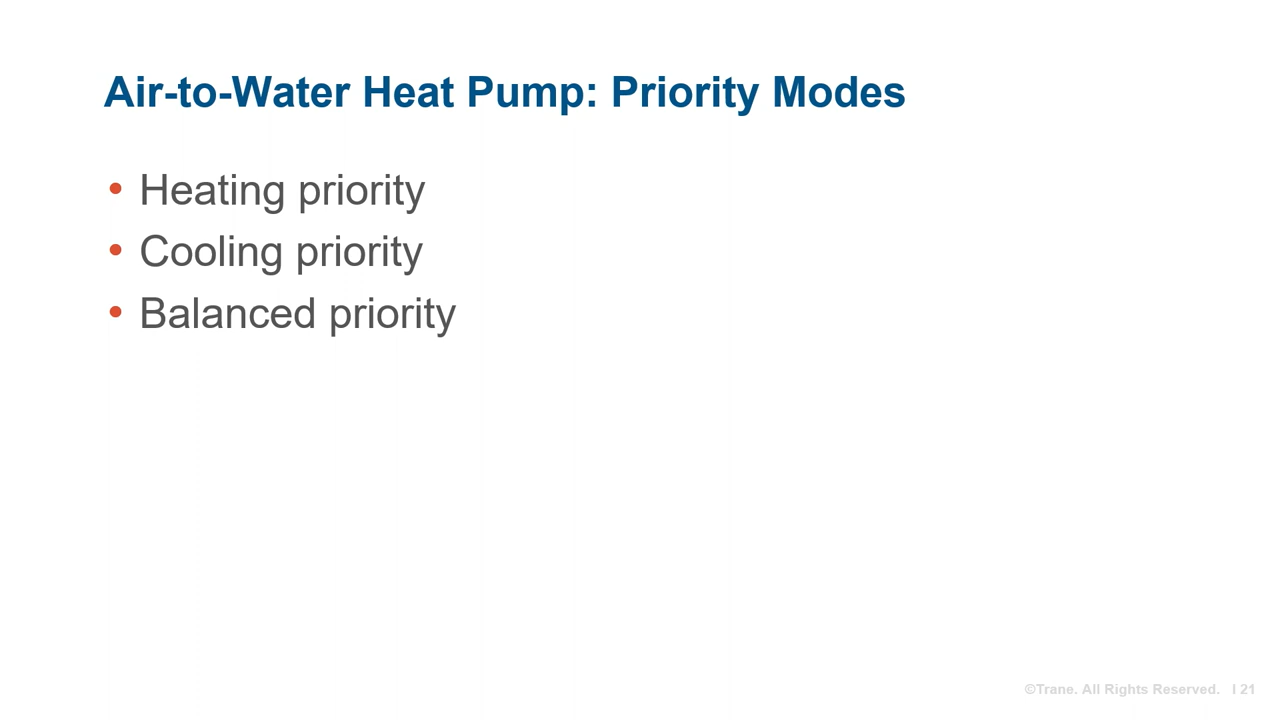 Air-to-Water Heat Pump: Priority Modes
• Heating priority
• Cooling priority
• Balanced priority
©Trane. All Rights Reserved. I 21